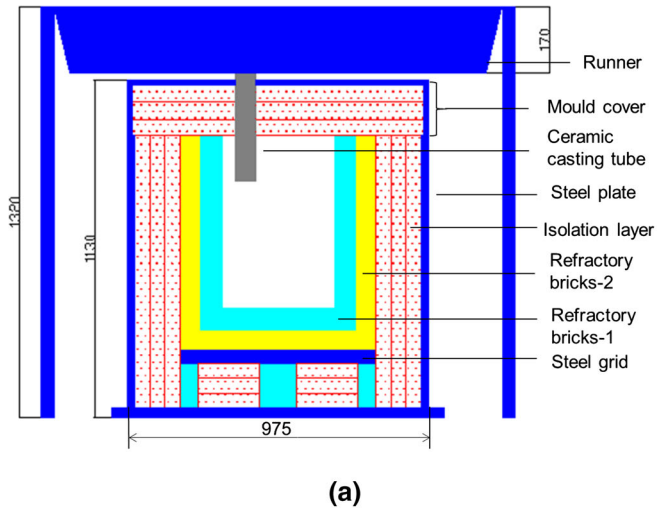 170
Runner
Mould cover
Ceramic
casting tube
Steel plate
Isolation layer
Refractory
bricks-2
Refractory
bricks-1
Steel grid
1320
1130
975
(a)